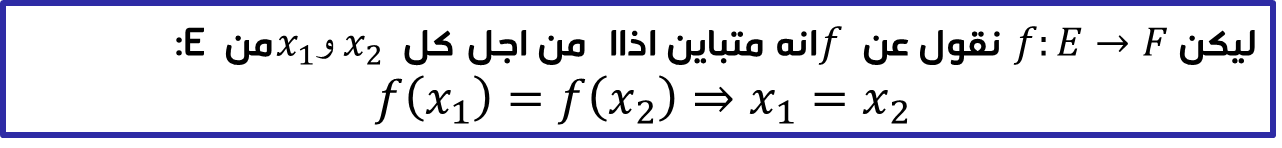 ليكن f: E → F نقول عن f انه متباين اذاا من اجل كل x₂ و x₁ من E:
f(x₁) = f(x₂) ⇒ x₁ = x₂